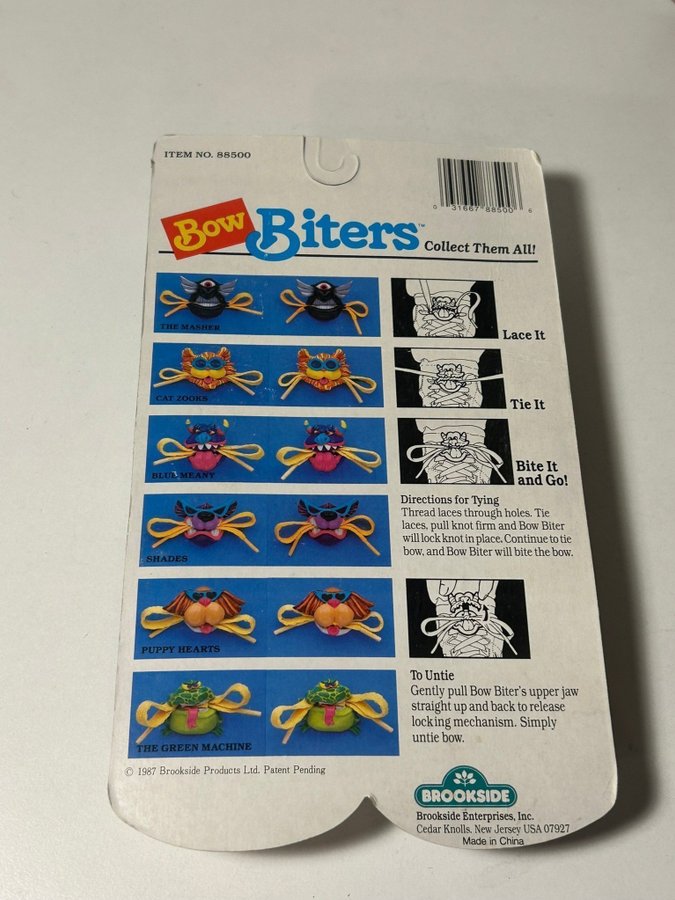 ITEM NO. 88500
0 31667 88500 6
Bow Biters™
Collect Them All!
THE MASHER
Lace It
CAT ZOOKS
Tie It
BLUE MEANY
Bite It
and Go!
Directions for Tying
Thread laces through holes. Tie
laces, pull knot firm and Bow Biter
will lock knot in place. Continue to tie
bow, and Bow Biter will bite the bow.
SHADES
PUPPY HEARTS
To Untie
Gently pull Bow Biter's upper jaw
straight up and back to release
locking mechanism. Simply
untie bow.
THE GREEN MACHINE
© 1987 Brookside Products Ltd. Patent Pending
BROOKSIDE
Brookside Enterprises, Inc.
Cedar Knolls, New Jersey USA 07927
Made in China